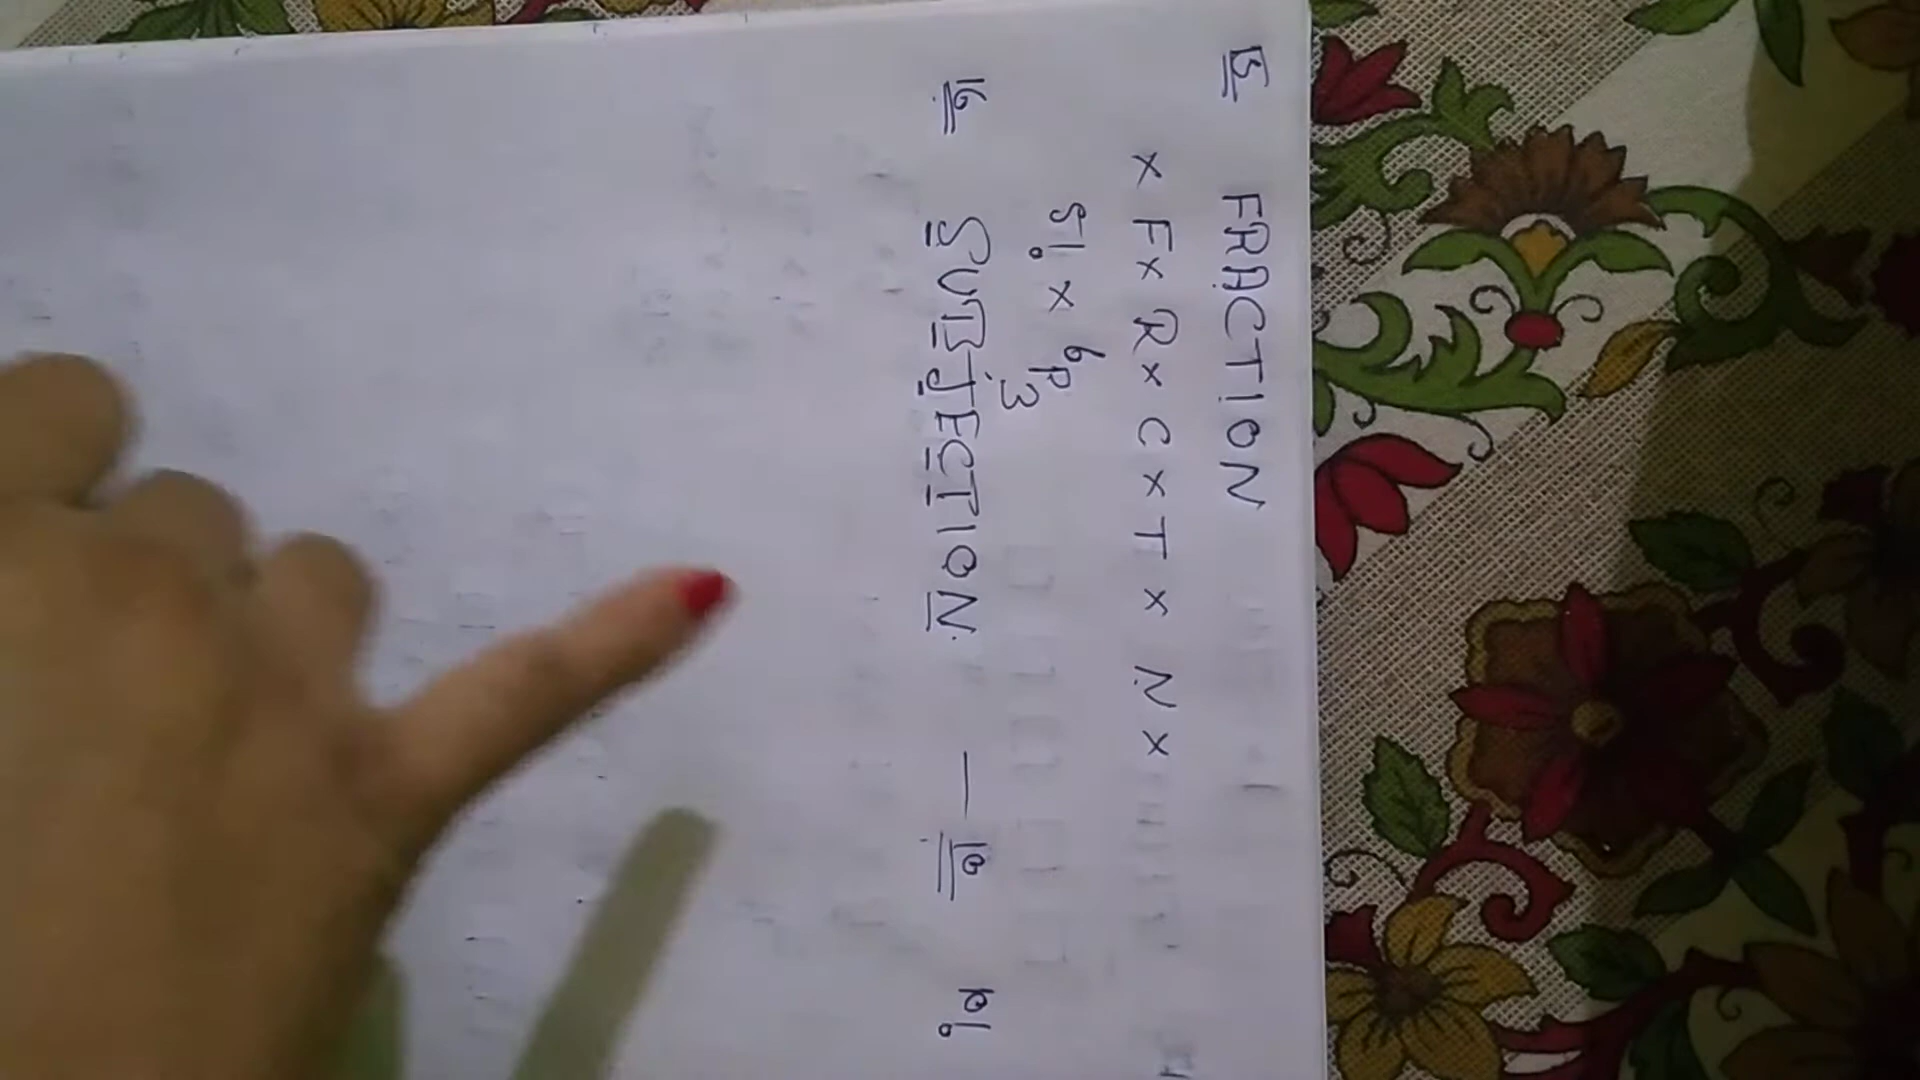 15 FRACTION
x F x R x C x T x N x
5! x 6p3
16 SUBJECTION — 10 10!